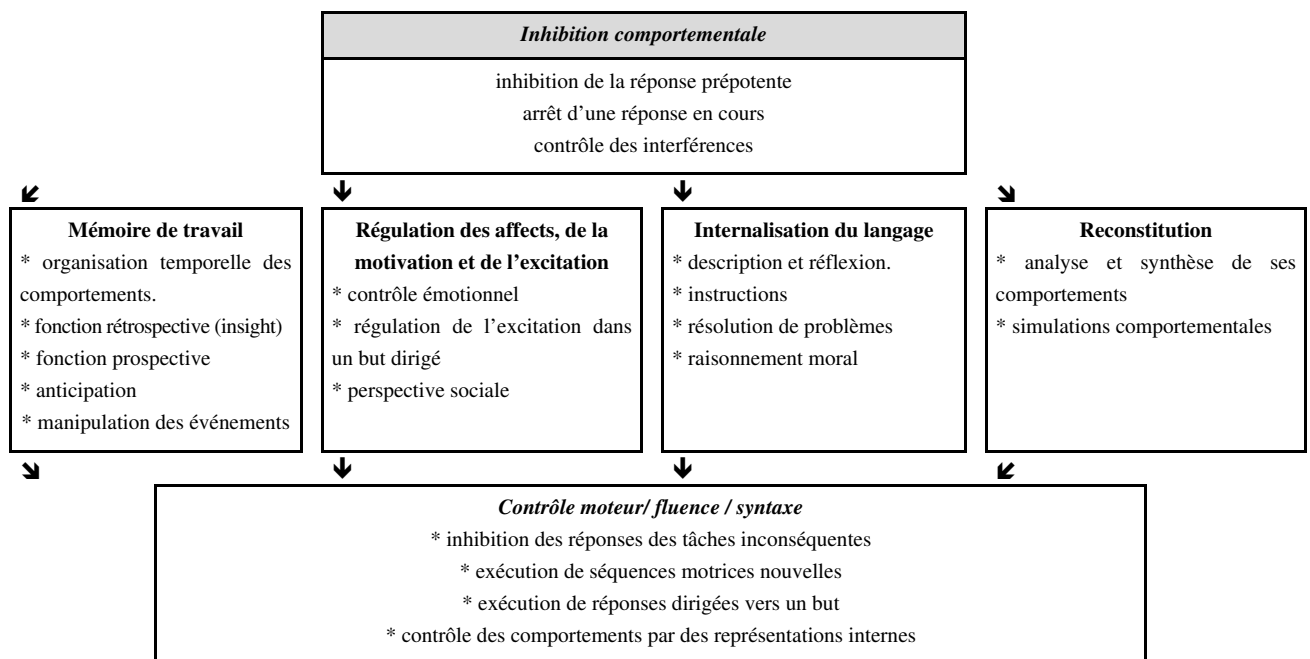 Inhibition comportementale
inhibition de la réponse prépotente
arrêt d'une réponse en cours
contrôle des interférences
Mémoire de travail
* organisation temporelle des
comportements.
* fonction rétrospective (insight)
* fonction prospective
* anticipation
* manipulation des événements
Régulation des affects, de la
motivation et de l'excitation
* contrôle émotionnel
* régulation de l'excitation dans
un but dirigé
* perspective sociale
Internalisation du langage
* description et réflexion.
* instructions
* résolution de problèmes
* raisonnement moral
Reconstitution
* analyse et synthèse de ses
comportements
* simulations comportementales
Contrôle moteur/ fluence / syntaxe
* inhibition des réponses des tâches inconséquentes
* exécution de séquences motrices nouvelles
* exécution de réponses dirigées vers un but
* contrôle des comportements par des représentations internes